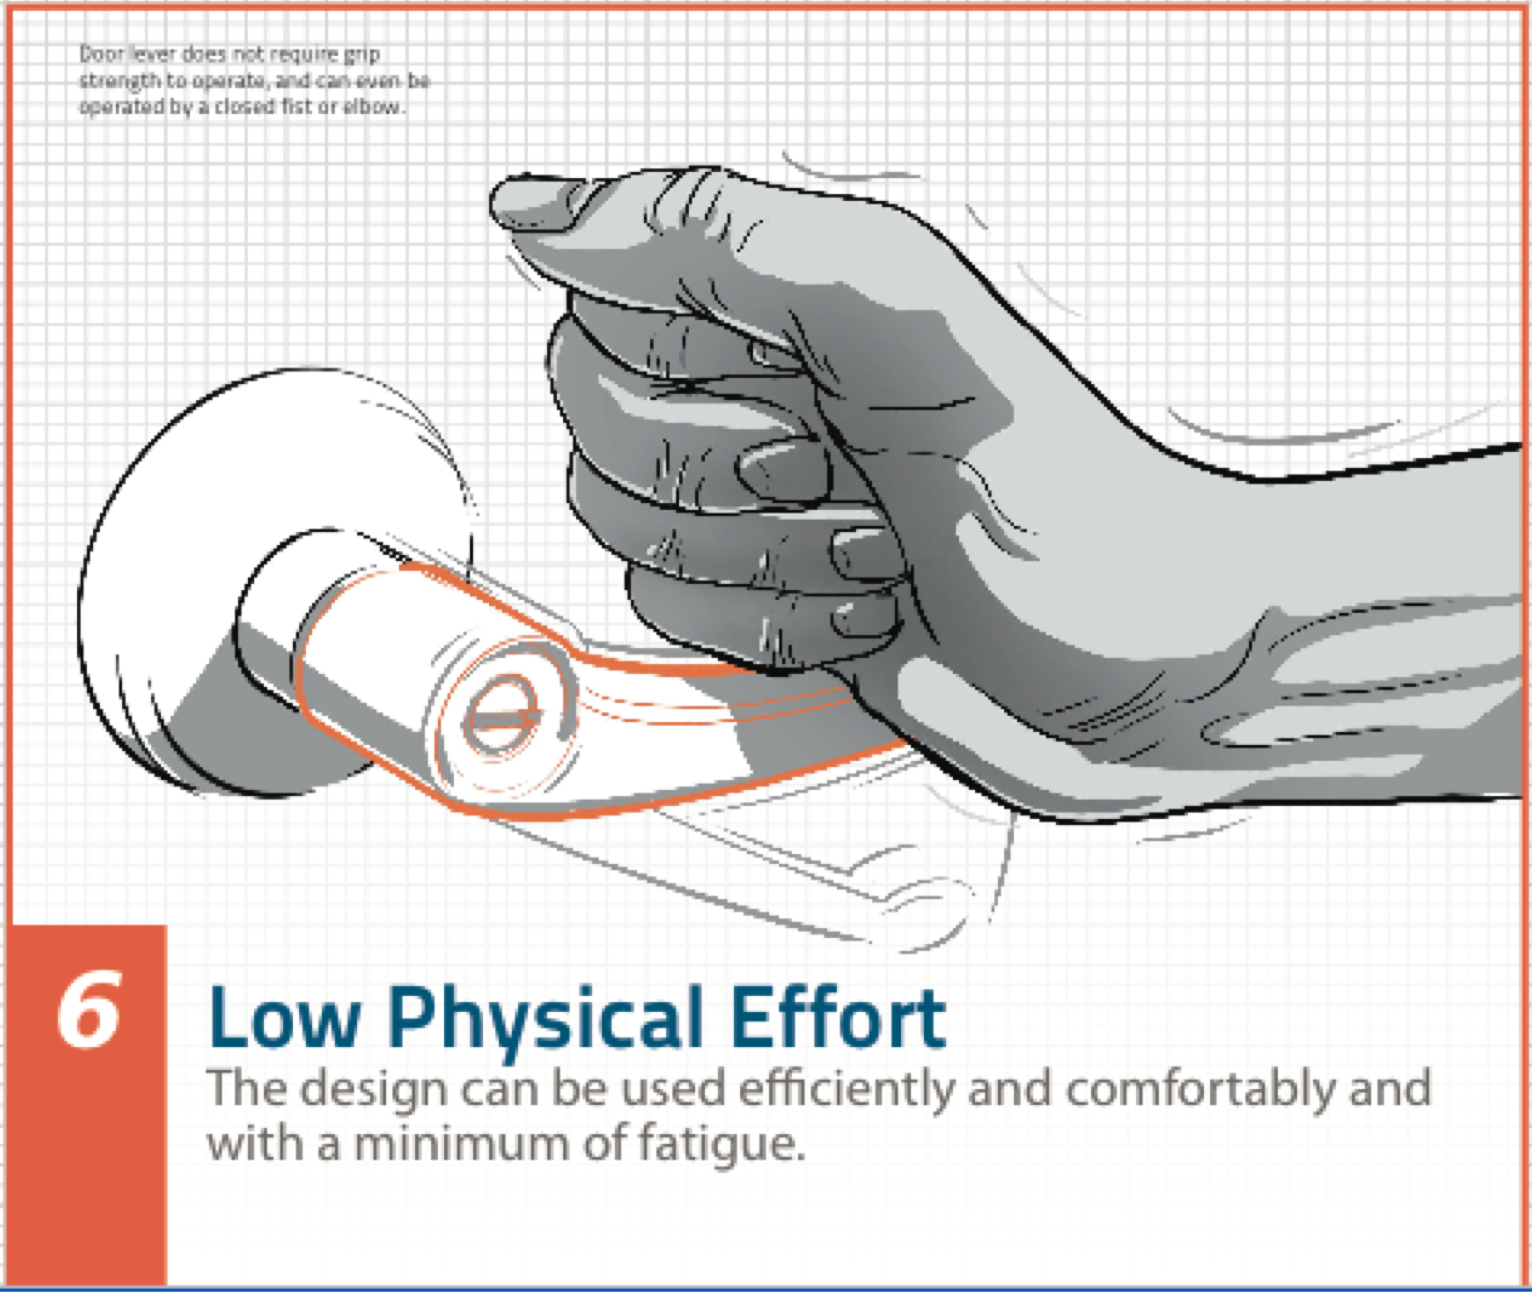 Door lever does not require grip
strength to operate, and can even be
operated by a closed fist or elbow.
6
Low Physical Effort
The design can be used efficiently and comfortably and
with a minimum of fatigue.